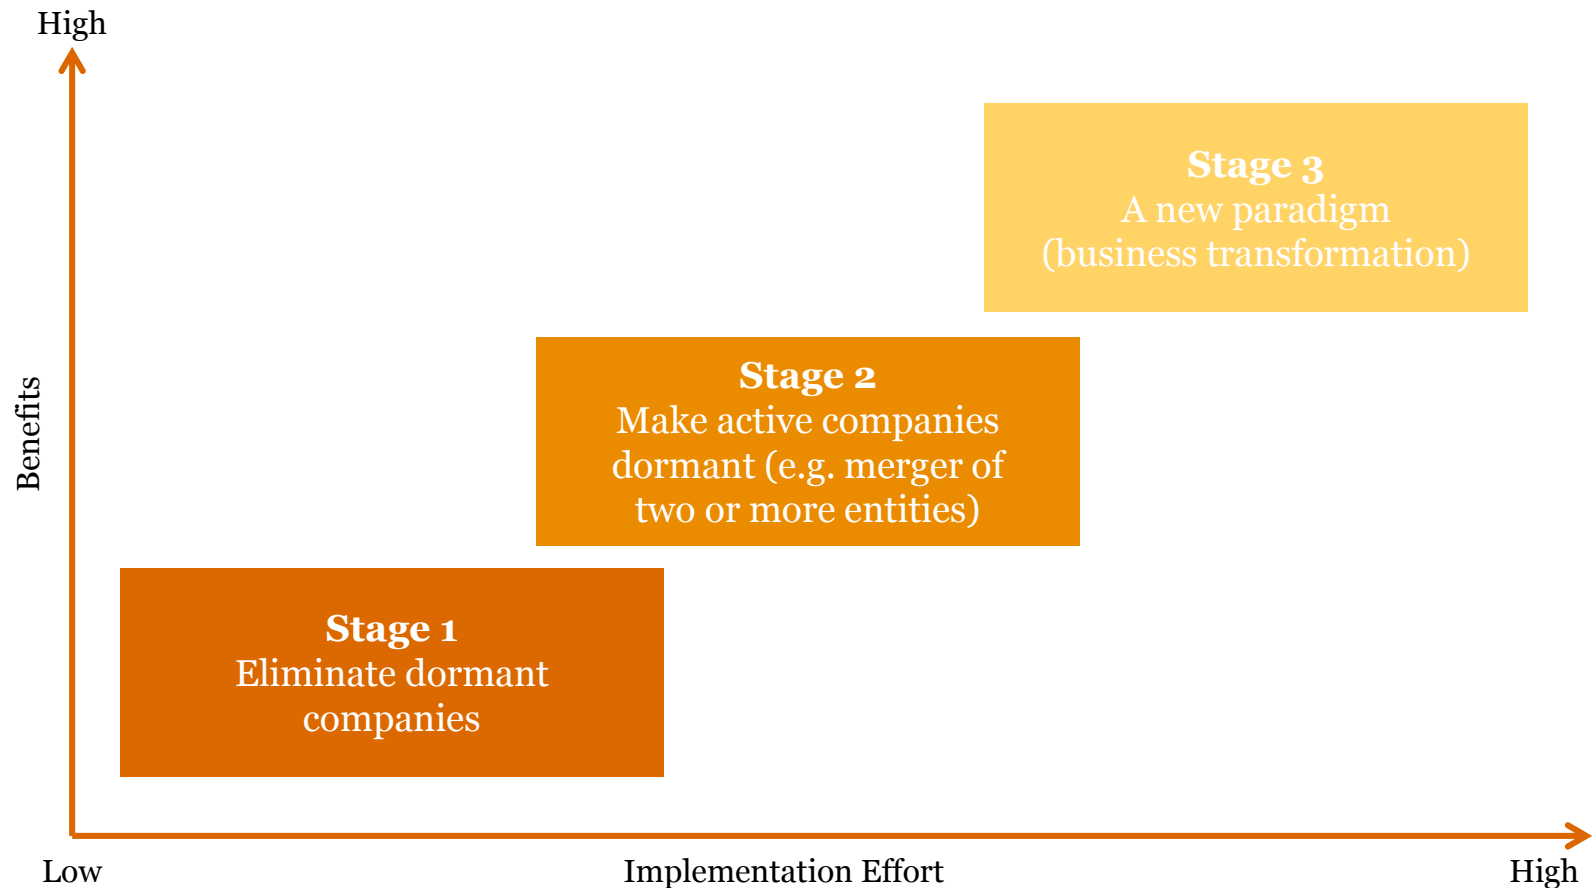 High
Stage 3
A new paradigm
(business transformation)
Stage 2
Make active companies
dormant (e.g. merger of
two or more entities)
Benefits
Stage 1
Eliminate dormant
companies
Low
Implementation Effort
High